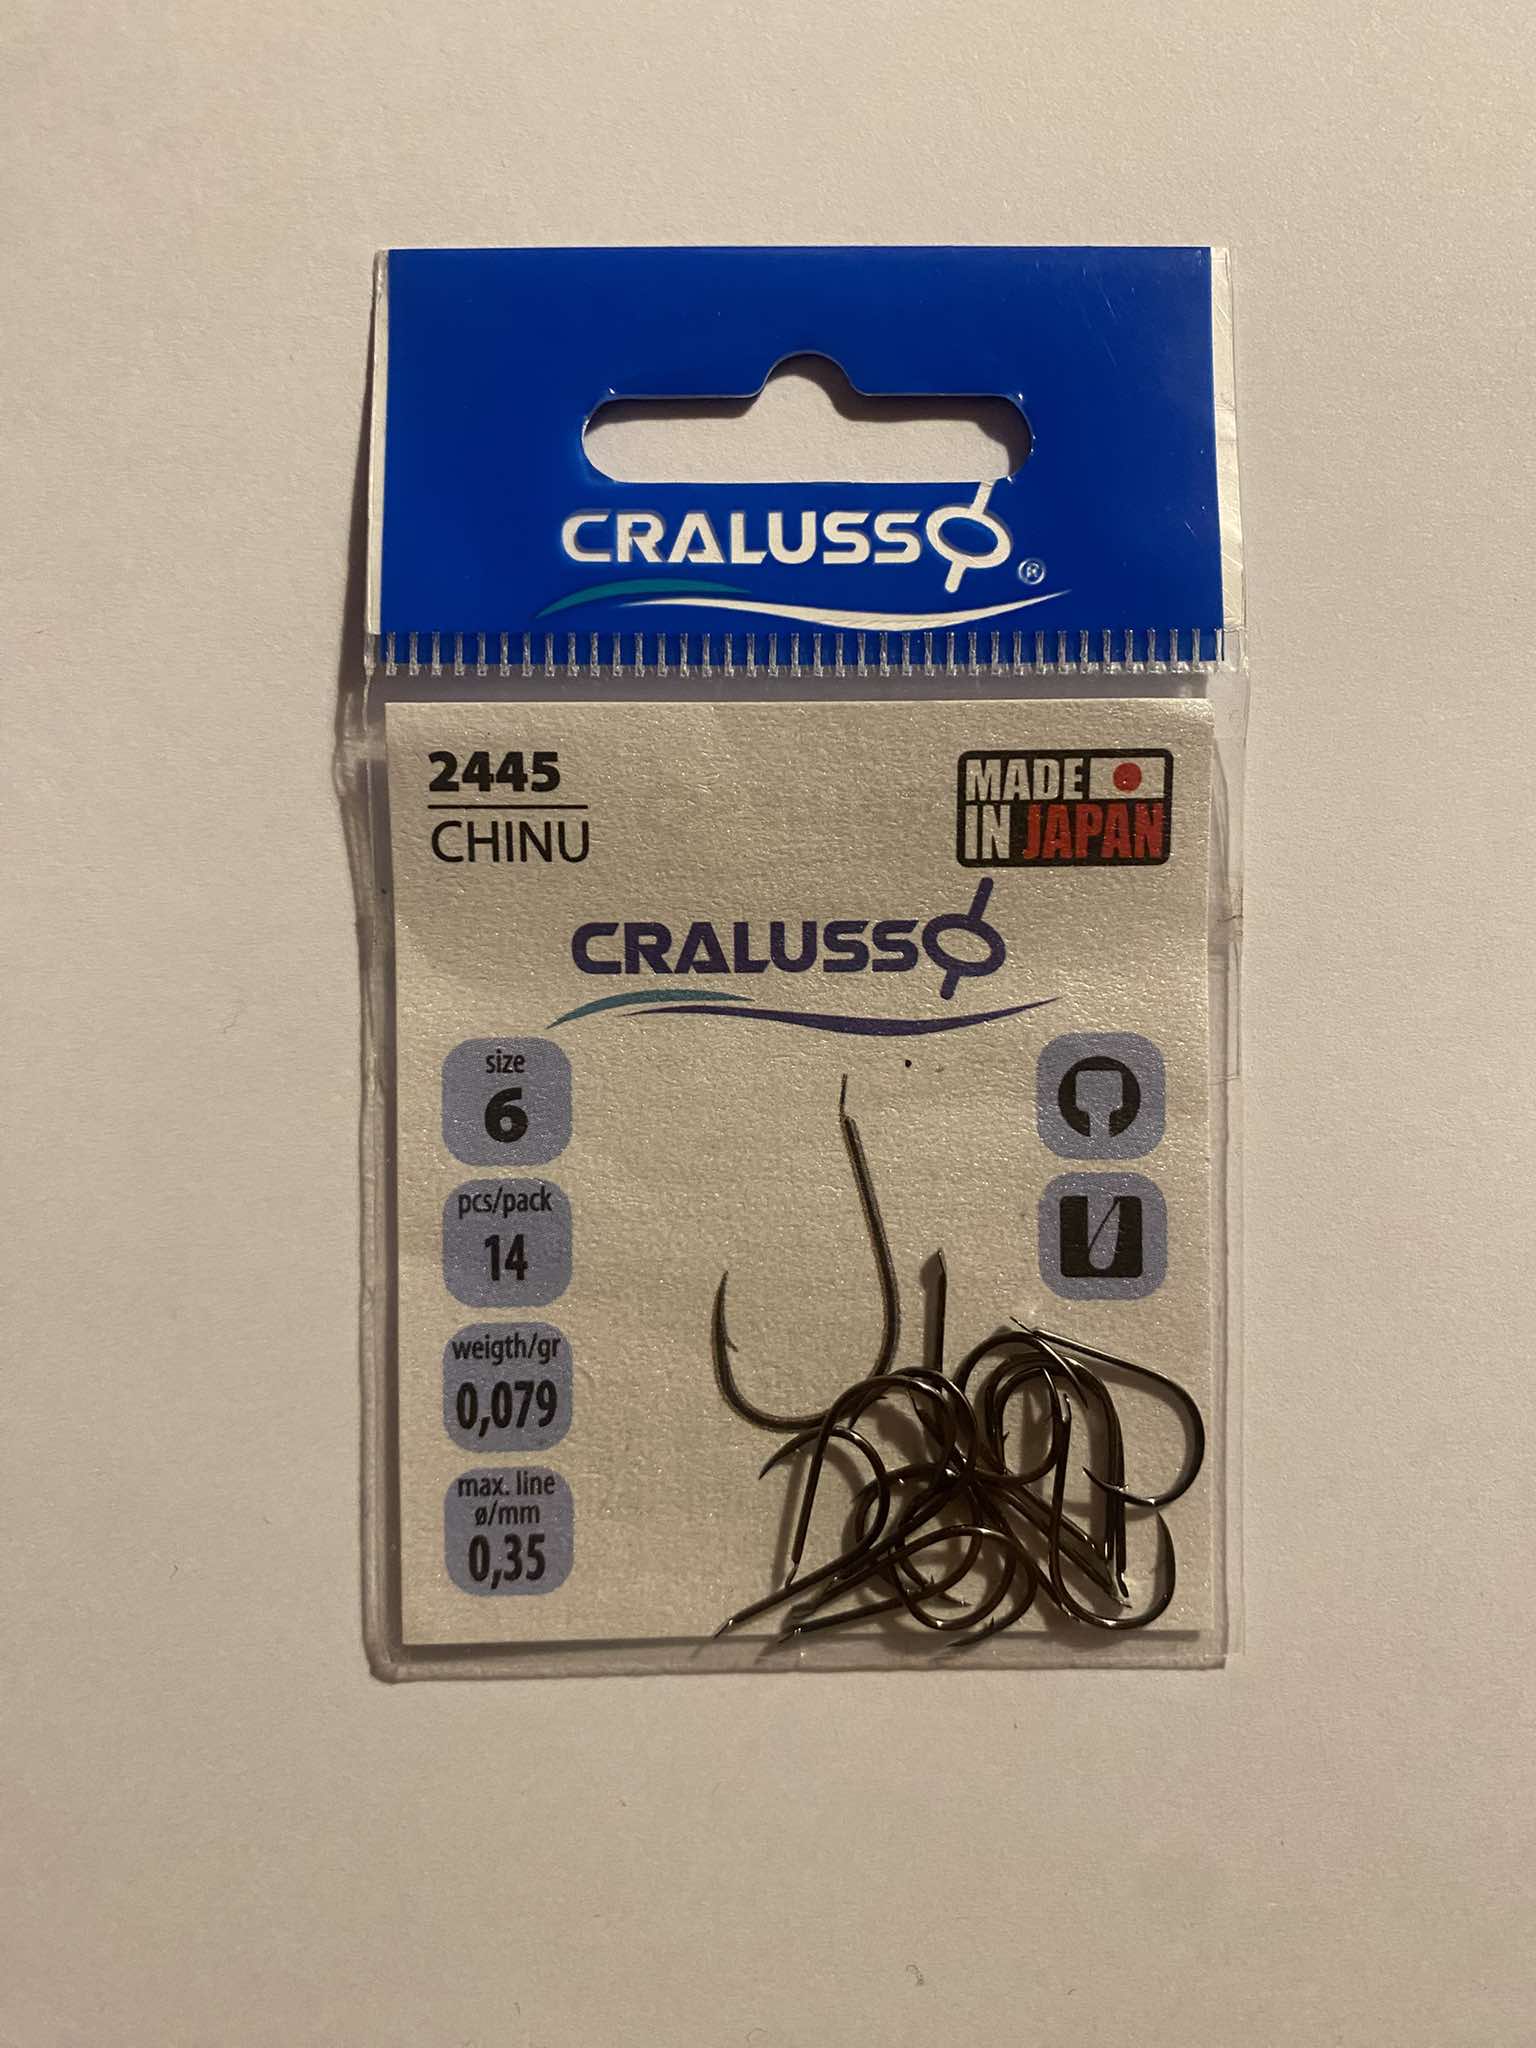 CRALUSSO
®
2445
CHINU
MADE
IN JAPAN
CRALUSSO
size
6
pcs/pack
14
weigth/gr
0,079
max. line
ø/mm
0,35